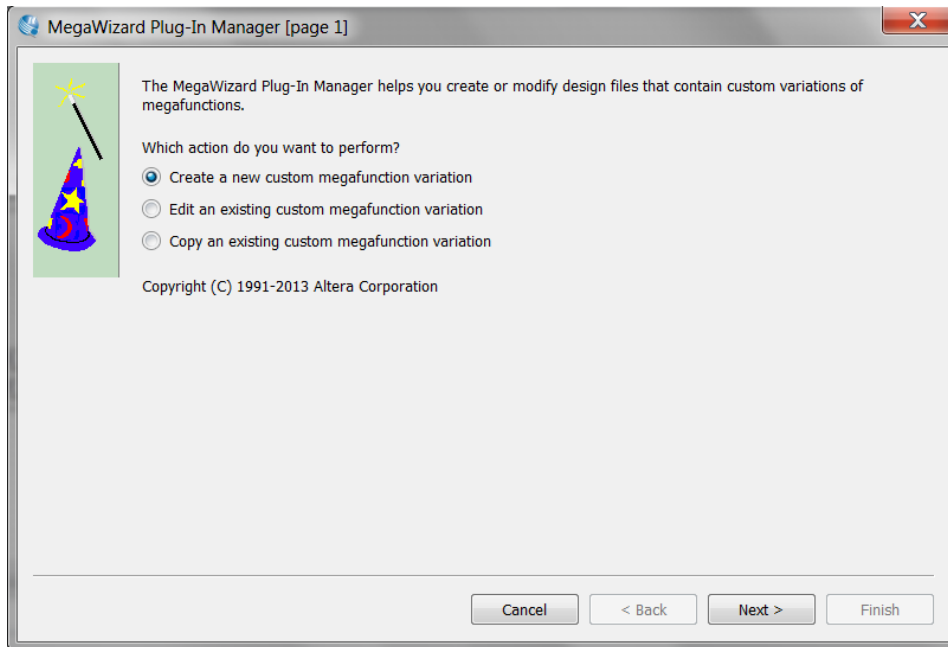 MegaWizard Plug-In Manager [page 1]
X
The MegaWizard Plug-In Manager helps you create or modify design files that contain custom variations of
megafunctions.
Which action do you want to perform?
Create a new custom megafunction variation
Edit an existing custom megafunction variation
Copy an existing custom megafunction variation
Copyright (C) 1991-2013 Altera Corporation
Cancel < Back Next > Finish